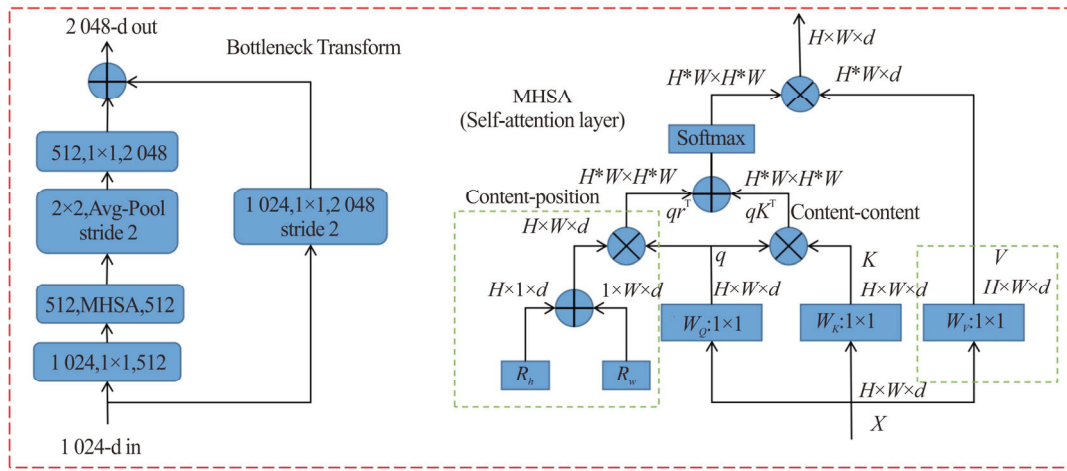 2 048-d out
Bottleneck Transform
512,1×1,2 048
2×2,Avg-Pool
stride 2
1 024,1×1,2 048
stride 2
512,MHSA,512
1 024,1×1,512
1 024-d in
H×W×d
H*W×H*W
H*W×d
MHSA
(Self-attention layer)
Softmax
H*W×H*W
H*W×H*W
Content-position
qrᵀ
qKᵀ
Content-content
H×W×d
q
K
V
H×1×d
1×W×d
H×W×d
H×W×d
H×W×d
W_Q:1×1
W_K:1×1
W_V:1×1
R_h
R_w
H×W×d
X